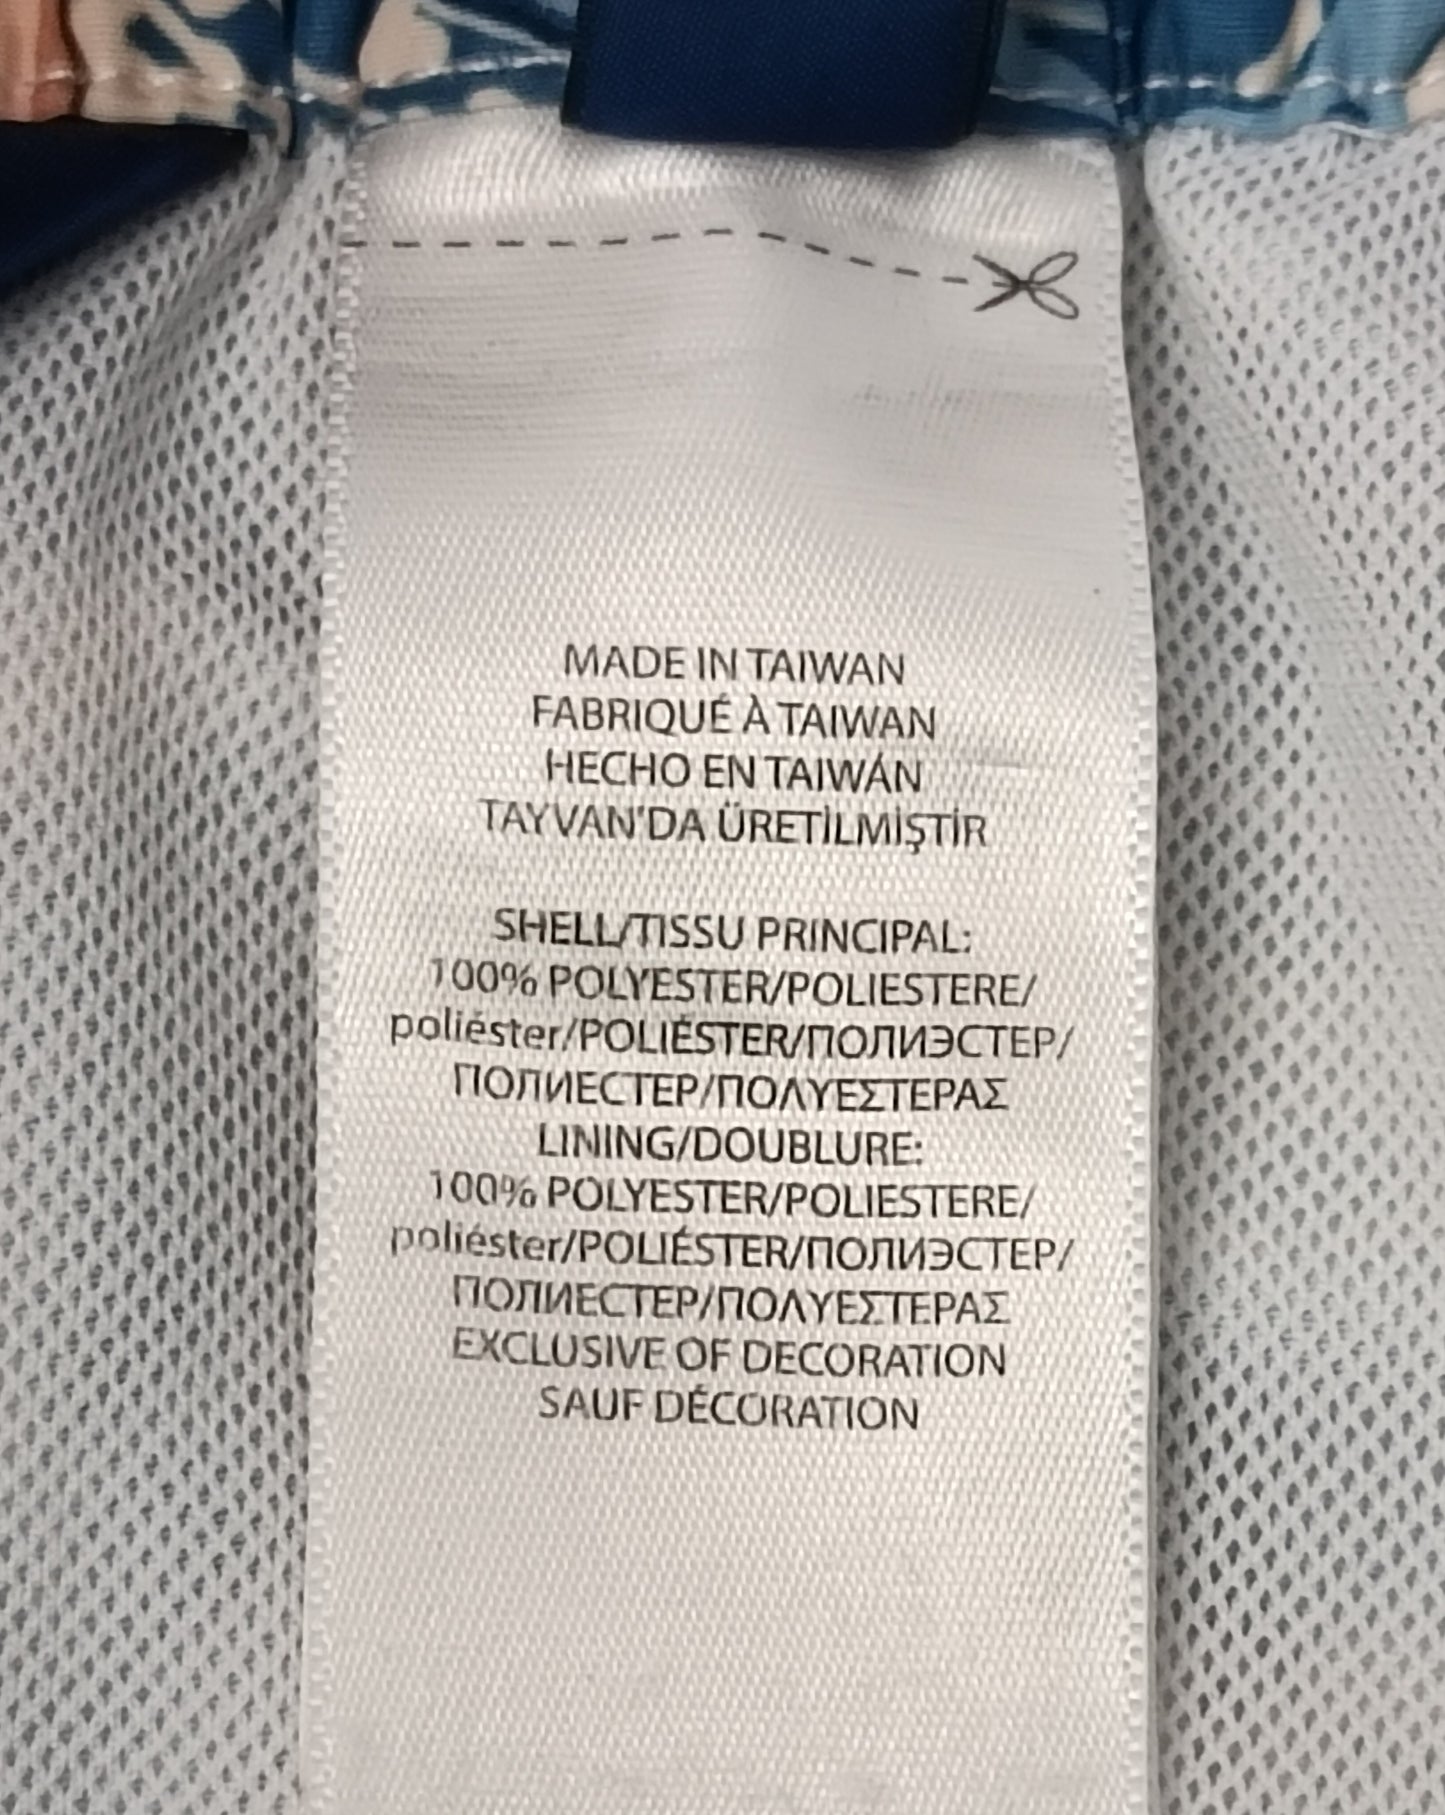 MADE IN TAIWAN
FABRIQUÉ À TAIWAN
HECHO EN TAIWÁN
TAYVAN'DA ÜRETİLMİŞTİR
SHELL/TISSU PRINCIPAL:
100% POLYESTER/POLIESTERE/
poliéster/POLIÉSTER/ПОЛИЭСТЕР/
ПОЛИЕСТЕР/ΠΟΛΥΕΣΤΕΡΑΣ
LINING/DOUBLURE:
100% POLYESTER/POLIESTERE/
poliéster/POLIÉSTER/ПОЛИЭСТЕР/
ПОЛИЕСТЕР/ΠΟΛΥΕΣΤΕΡΑΣ
EXCLUSIVE OF DECORATION
SAUF DÉCORATION